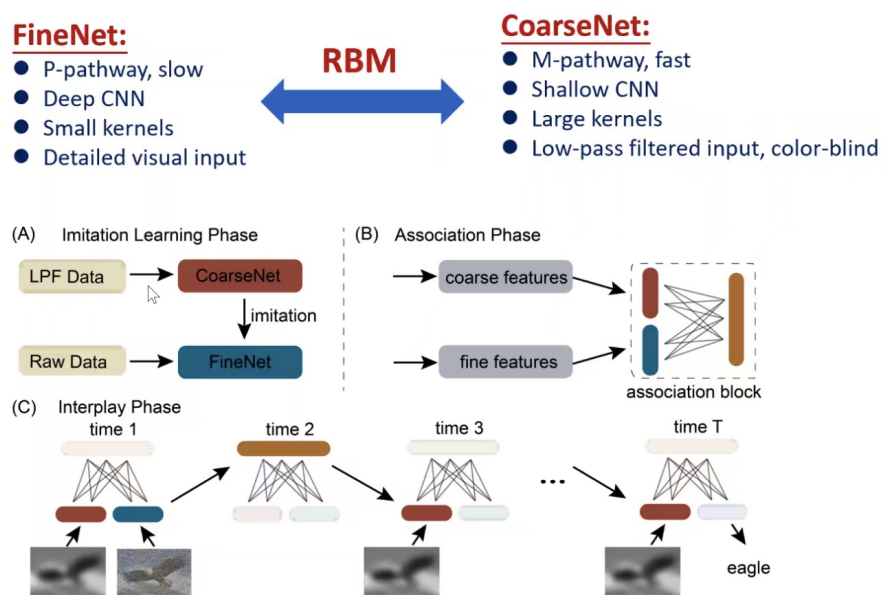 FineNet:
P-pathway, slow
Deep CNN
Small kernels
Detailed visual input
RBM
CoarseNet:
M-pathway, fast
Shallow CNN
Large kernels
Low-pass filtered input, color-blind
(A) Imitation Learning Phase
LPF Data
CoarseNet
imitation
Raw Data
FineNet
(B) Association Phase
coarse features
fine features
association block
(C) Interplay Phase
time 1
time 2
time 3
...
time T
eagle